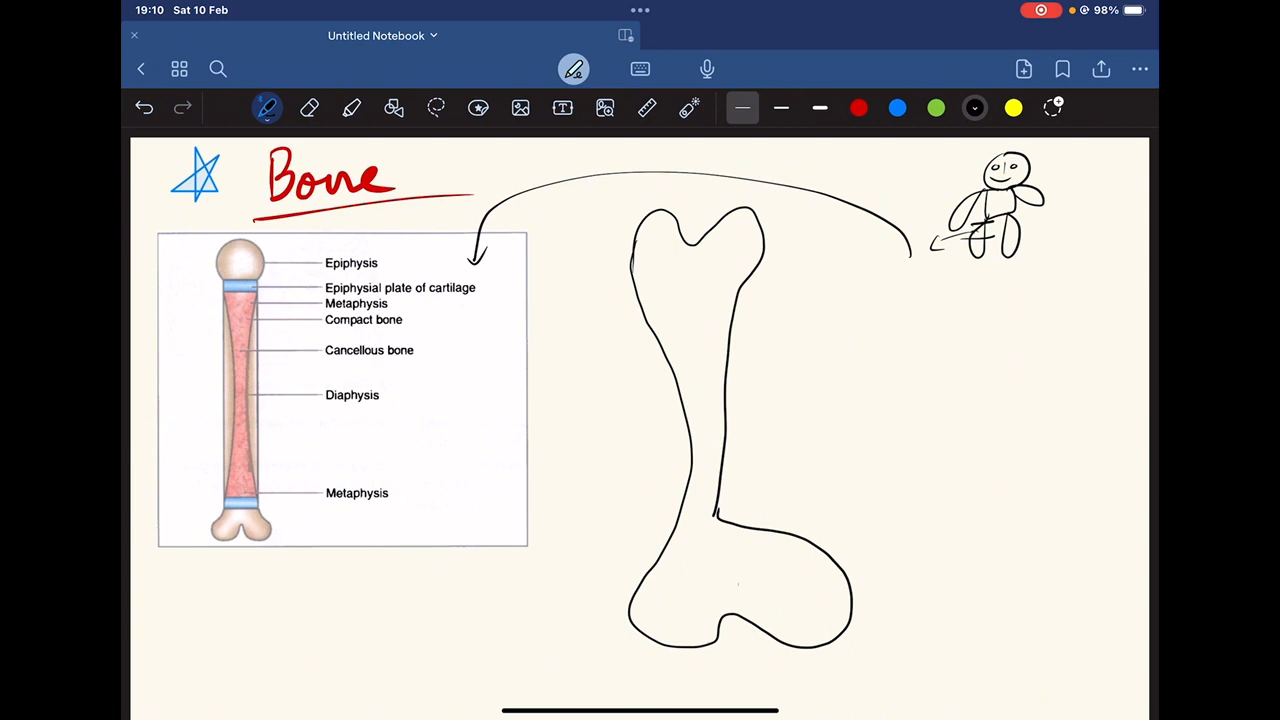 19:10 Sat 10 Feb
98%
Untitled Notebook
Bone
Epiphysis
Epiphysial plate of cartilage
Metaphysis
Compact bone
Cancellous bone
Diaphysis
Metaphysis